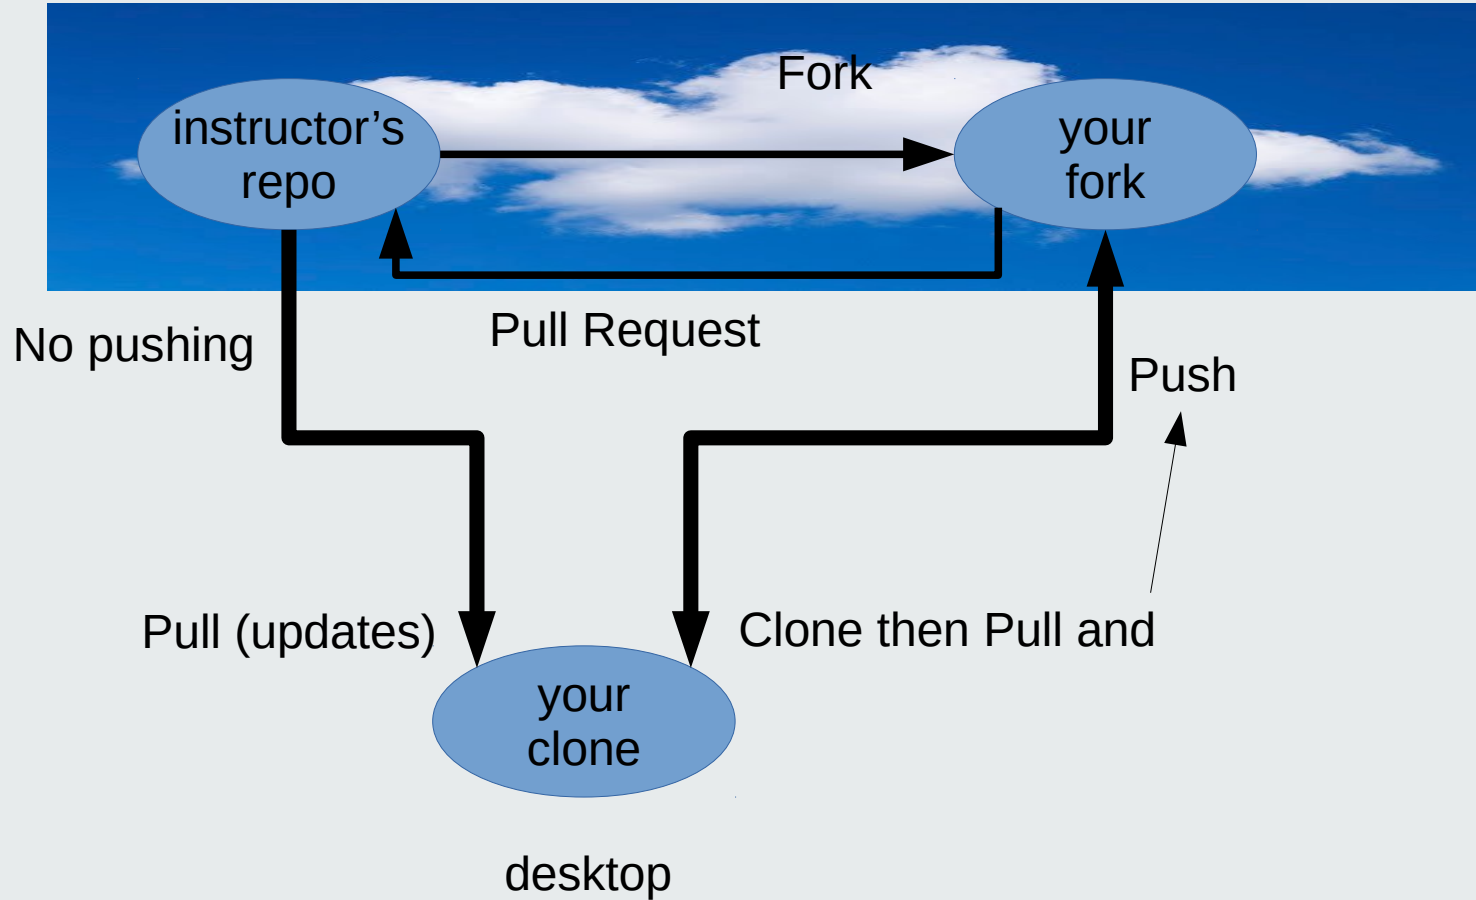 Fork
instructor’s
repo
your
fork
No pushing
Pull Request
Push
Pull (updates)
Clone then Pull and
your
clone
desktop